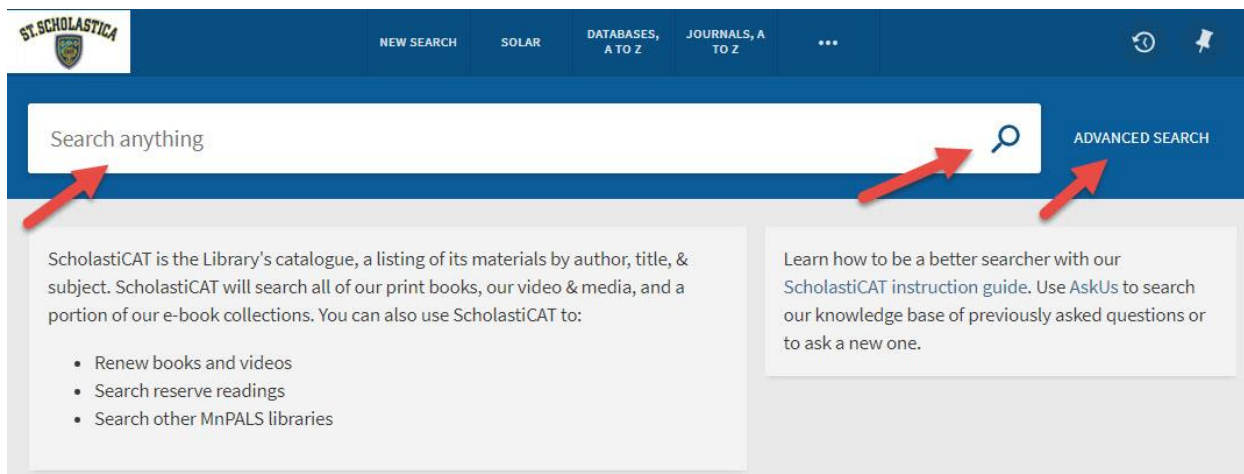 ST.SCHOLASTICA
NEW SEARCH
SOLAR
DATABASES,
A TO Z
JOURNALS, A
TO Z
Search anything
ADVANCED SEARCH
ScholastiCAT is the Library's catalogue, a listing of its materials by author, title, &
subject. ScholastiCAT will search all of our print books, our video & media, and a
portion of our e-book collections. You can also use ScholastiCAT to:
• Renew books and videos
• Search reserve readings
• Search other MnPALS libraries
Learn how to be a better searcher with our
ScholastiCAT instruction guide. Use AskUs to search
our knowledge base of previously asked questions or
to ask a new one.